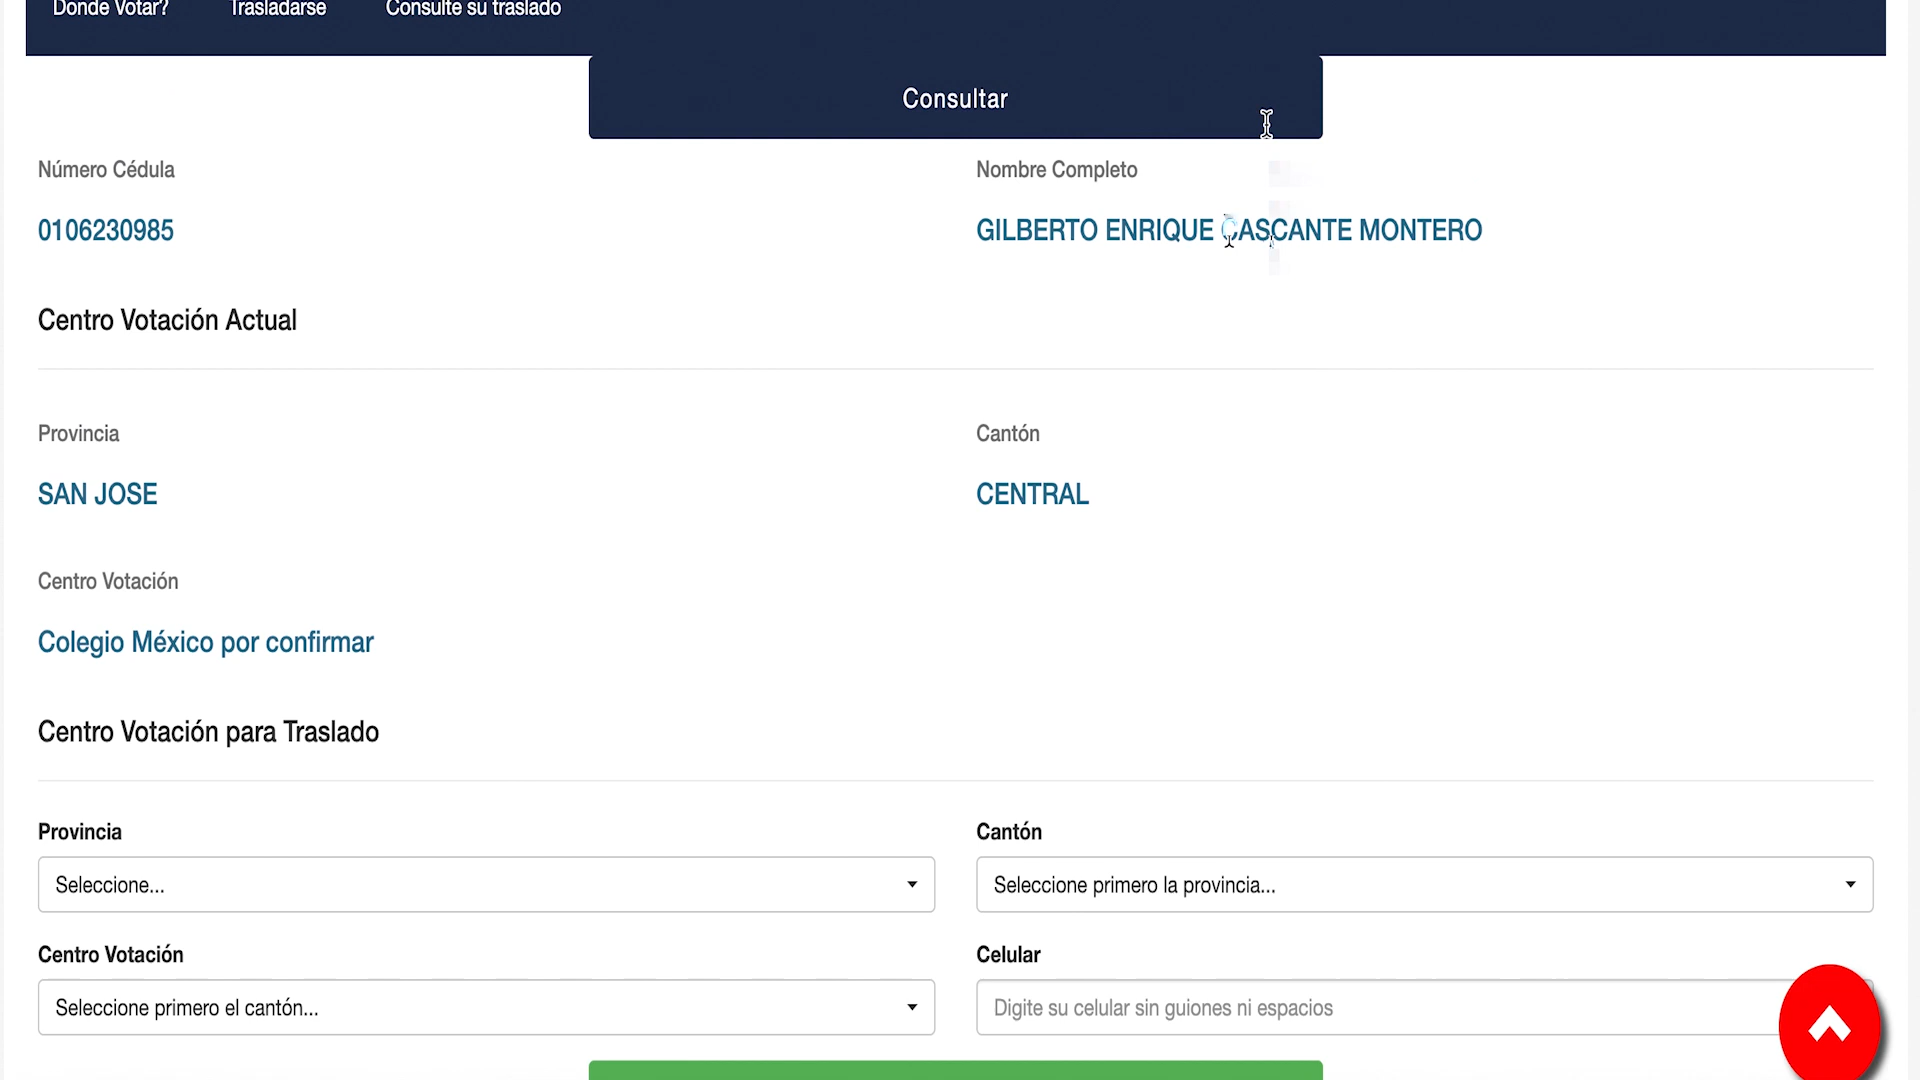 Donde Votar? Trasladarse Consulte su traslado
Consultar
Número Cédula Nombre Completo
0106230985 GILBERTO ENRIQUE CASCANTE MONTERO
Centro Votación Actual
Provincia Cantón
SAN JOSE CENTRAL
Centro Votación
Colegio México por confirmar
Centro Votación para Traslado
Provincia Cantón
Seleccione... Seleccione primero la provincia...
Centro Votación Celular
Seleccione primero el cantón... Digite su celular sin guiones ni espacios